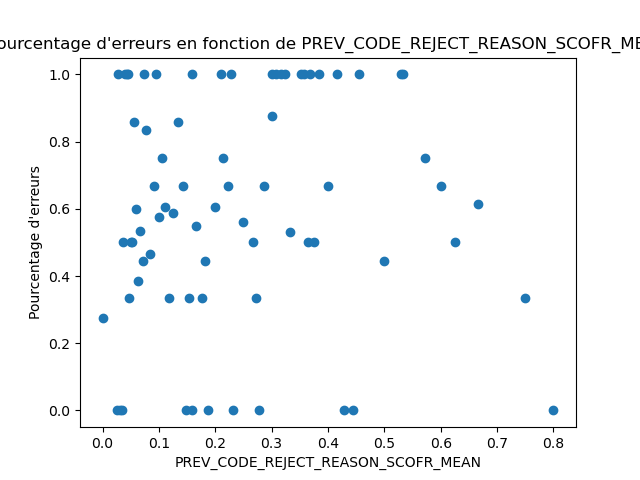 ourcentage d'erreurs en fonction de PREV_CODE_REJECT_REASON_SCOFR_ME
1.0
0.8
0.6
0.4
0.2
0.0
Pourcentage d'erreurs
0.0 0.1 0.2 0.3 0.4 0.5 0.6 0.7 0.8
PREV_CODE_REJECT_REASON_SCOFR_MEAN